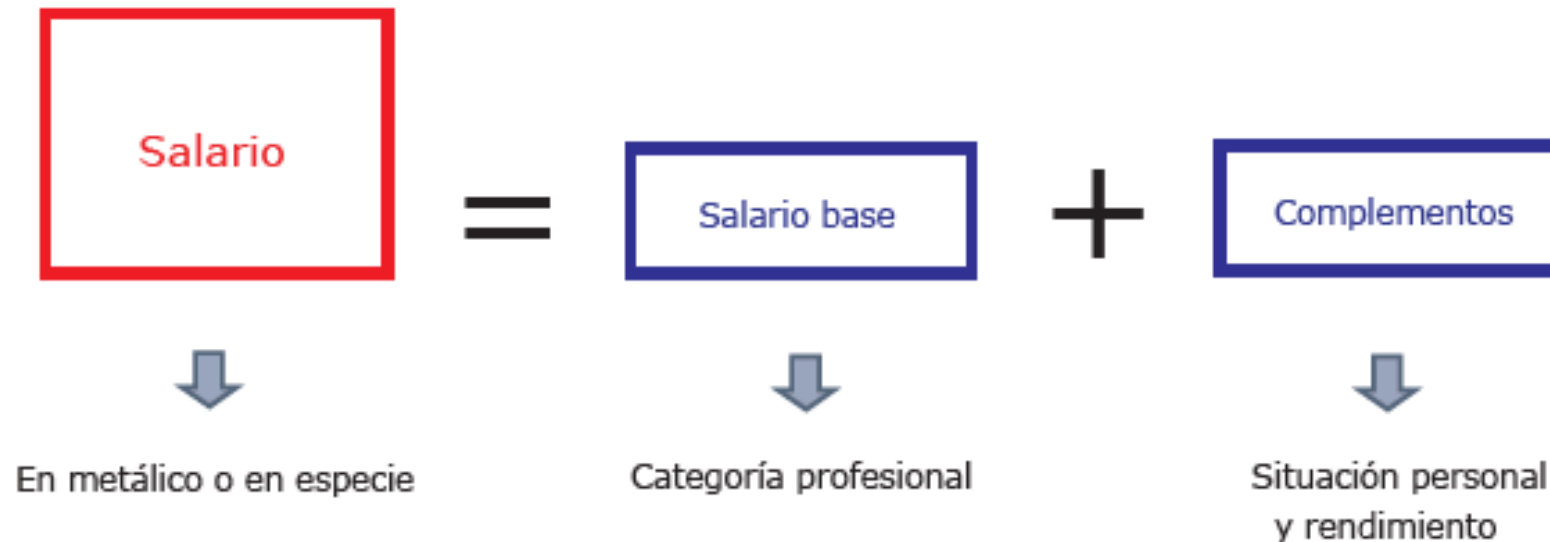 Salario
=
Salario base
+
Complementos
En metálico o en especie
Categoría profesional
Situación personal
y rendimiento